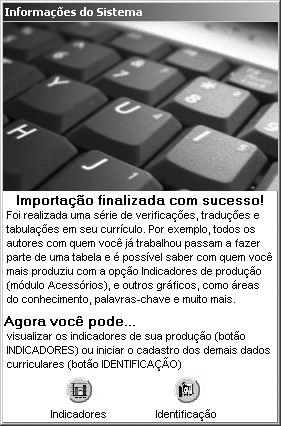 Informações do Sistema
Y
7
U
8
H
J
I
9
Importação finalizada com sucesso!
Foi realizada uma série de verificações, traduções e
tabulações em seu currículo. Por exemplo, todos os
autores com quem você já trabalhou passam a fazer
parte de uma tabela e é possível saber com quem você
mais produziu com a opção Indicadores de produção
(módulo Acessórios), e outros gráficos, como áreas
do conhecimento, palavras-chave e muito mais.
Agora você pode...
visualizar os indicadores de sua produção (botão
INDICADORES) ou iniciar o cadastro dos demais dados
curriculares (botão IDENTIFICAÇÃO)
Indicadores
Identificação